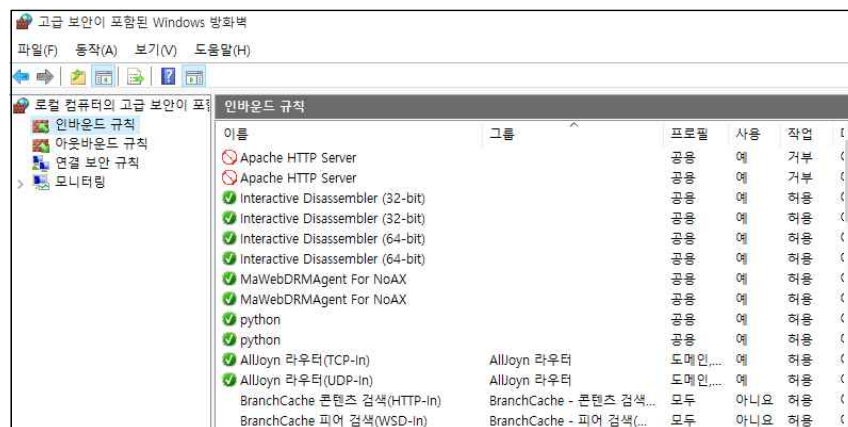 고급 보안이 포함된 Windows 방화벽
파일(F) 동작(A) 보기(V) 도움말(H)
로컬 컴퓨터의 고급 보안이 포함
인바운드 규칙
아웃바운드 규칙
연결 보안 규칙
모니터링
인바운드 규칙
이름 그룹 프로필 사용 작업
Apache HTTP Server 공용 예 거부
Apache HTTP Server 공용 예 거부
Interactive Disassembler (32-bit) 공용 예 허용
Interactive Disassembler (32-bit) 공용 예 허용
Interactive Disassembler (64-bit) 공용 예 허용
Interactive Disassembler (64-bit) 공용 예 허용
MaWebDRMAgent For NoAX 공용 예 허용
MaWebDRMAgent For NoAX 공용 예 허용
python 공용 예 허용
python 공용 예 허용
AllJoyn 라우터(TCP-In) AllJoyn 라우터 도메인,... 예 허용
AllJoyn 라우터(UDP-In) AllJoyn 라우터 도메인,... 예 허용
BranchCache 콘텐츠 검색(HTTP-In) BranchCache - 콘텐츠 검색... 모두 아니요 허용
BranchCache 피어 검색(WSD-In) BranchCache - 피어 검색(... 모두 아니요 허용